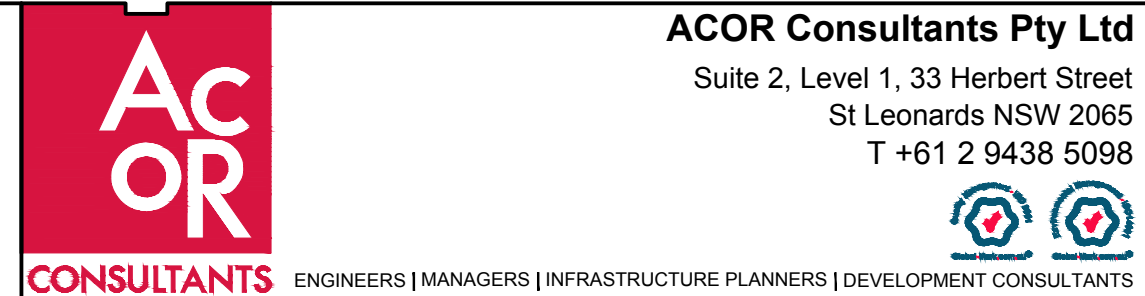 AC
OR
CONSULTANTS
ACOR Consultants Pty Ltd
Suite 2, Level 1, 33 Herbert Street
St Leonards NSW 2065
T +61 2 9438 5098
ENGINEERS | MANAGERS | INFRASTRUCTURE PLANNERS | DEVELOPMENT CONSULTANTS